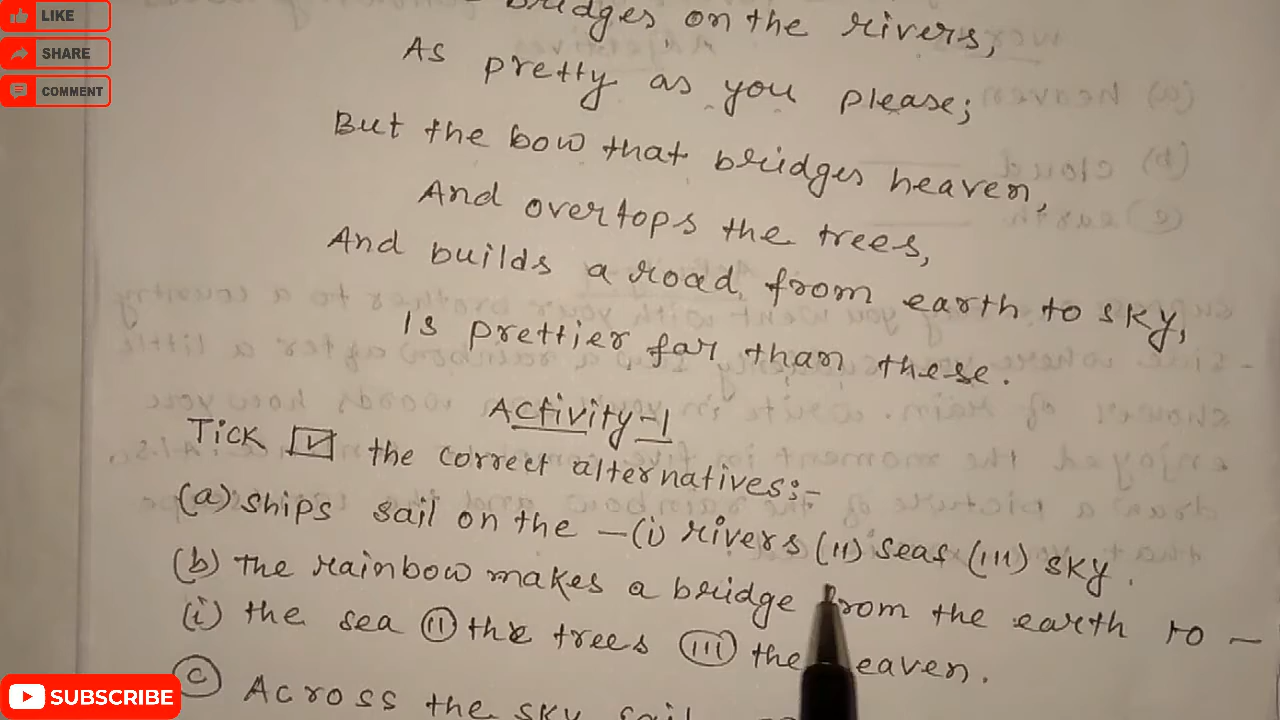 LIKE
SHARE
COMMENT
bridges on the rivers,
As pretty as you please;
But the bow that bridges heaven,
And overtops the trees,
And builds a road from earth to sky,
Is prettier far than these.
Activity-1
Tick ☑ the correct alternatives:-
(a) ships sail on the -(i) rivers (ii) seas (iii) sky.
(b) the rainbow makes a bridge from the earth to -
(i) the sea (ii) the trees (iii) the heaven.
(c) Across the sky sail
SUBSCRIBE